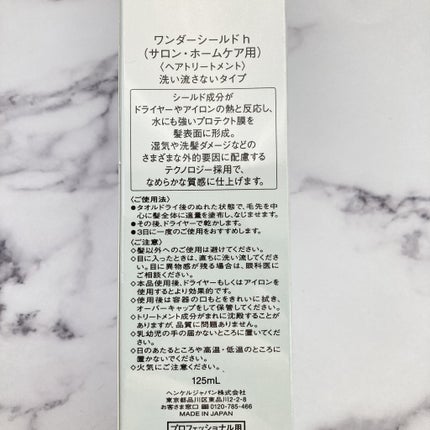 ワンダーシールドh
(サロン・ホームケア用)
〈ヘアトリートメント〉
洗い流さないタイプ
シールド成分が
ドライヤーやアイロンの熱と反応し、
水にも強いプロテクト膜を
髪表面に形成。
湿気や洗髪ダメージなどの
さまざまな外的要因に配慮する
テクノロジー採用で、
なめらかな質感に仕上げます。
〈ご使用法〉
●タオルドライ後のぬれた状態で、毛先を中
心に髪全体に適量を塗布し、なじませます。
●その後、ドライヤーで乾かします。
●3日に一度のご使用をおすすめします。
〈ご注意〉
◇髪以外へのご使用は避けてください。
◇目に入ったときは、直ちに洗い流してくださ
い。目に異物感が残る場合は、眼科医に
ご相談ください。
◇本品使用後、ドライヤーもしくはアイロンを
使用するとより効果的です。
◇使用後は容器の口もとをきれいに拭き、
オーバーキャップをして保管してください。
◇トリートメント成分がまれに沈殿することが
ありますが、品質に問題ありません。
◇乳幼児の手の届かないところに置いてくだ
さい。
◇日のあたるところや高温・低温のところに
置かないでください。
◇火気にご注意ください。
125mL
ヘンケルジャパン株式会社
東京都品川区東品川2-2-8
お客さま窓口 0120-785-466
MADE IN JAPAN
プロフェッショナル用